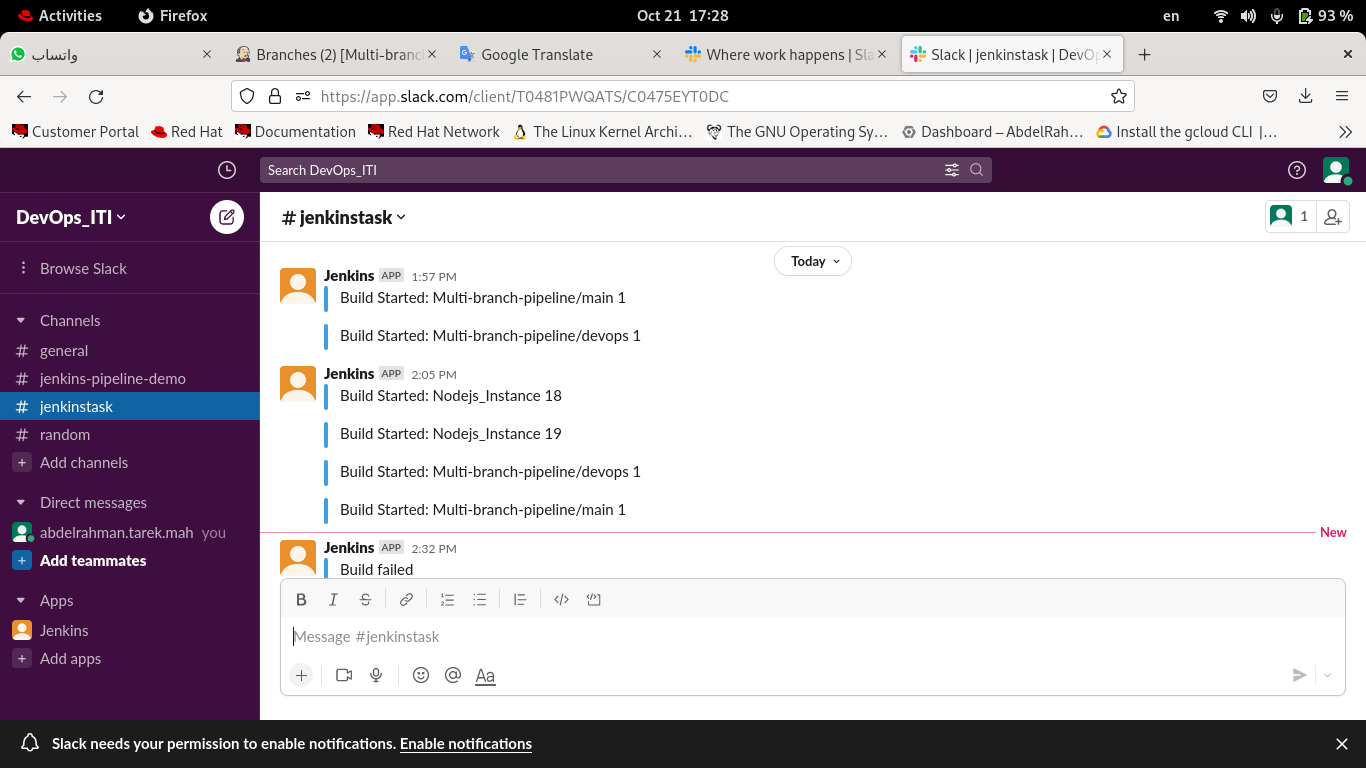 Activities
Firefox
Oct 21 17:28
en
93 %
واتساب
Branches (2) [Multi-branc
Google Translate
Where work happens | Sla
Slack | jenkinstask | DevOp
https://app.slack.com/client/T0481PWQATS/C0475EYT0DC
Customer Portal
Red Hat
Documentation
Red Hat Network
The Linux Kernel Archi…
The GNU Operating Sy…
Dashboard – AbdelRah…
Install the gcloud CLI |…
Search DevOps_ITI
DevOps_ITI
Browse Slack
Channels
# general
# jenkins-pipeline-demo
# jenkinstask
# random
+ Add channels
Direct messages
abdelrahman.tarek.mah you
+ Add teammates
Apps
Jenkins
+ Add apps
# jenkinstask
1
Today
Jenkins APP 1:57 PM
Build Started: Multi-branch-pipeline/main 1
Build Started: Multi-branch-pipeline/devops 1
Jenkins APP 2:05 PM
Build Started: Nodejs_Instance 18
Build Started: Nodejs_Instance 19
Build Started: Multi-branch-pipeline/devops 1
Build Started: Multi-branch-pipeline/main 1
New
Jenkins APP 2:32 PM
Build failed
B I S
Message #jenkinstask
Aa
Slack needs your permission to enable notifications. Enable notifications